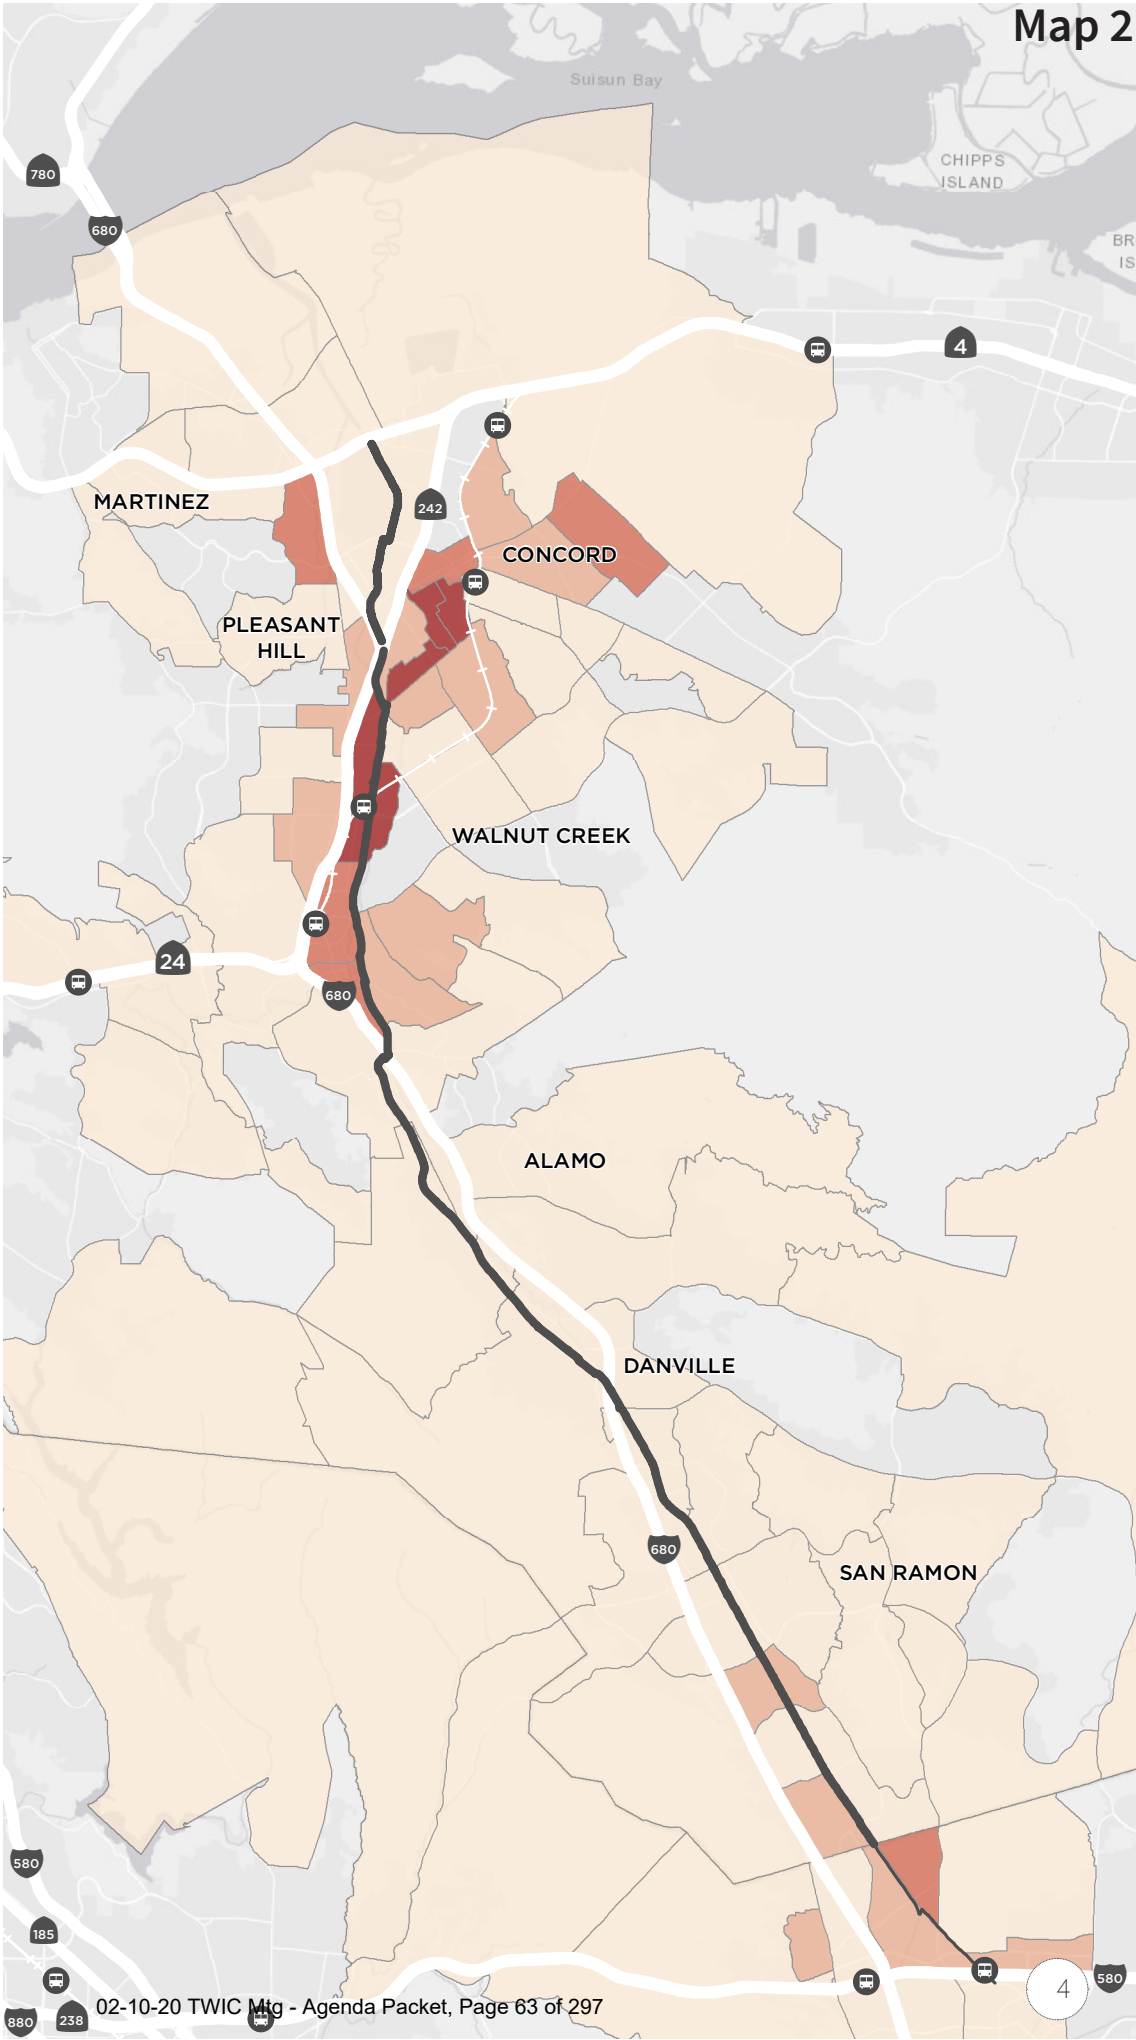 Map 2
Suisun Bay
CHIPPS
ISLAND
780
680
BR
IS
4
MARTINEZ
242
CONCORD
PLEASANT
HILL
WALNUT CREEK
24
680
ALAMO
DANVILLE
680
SAN RAMON
580
185
580
4
02-10-20 TWIC Mtg - Agenda Packet, Page 63 of 297
880
238